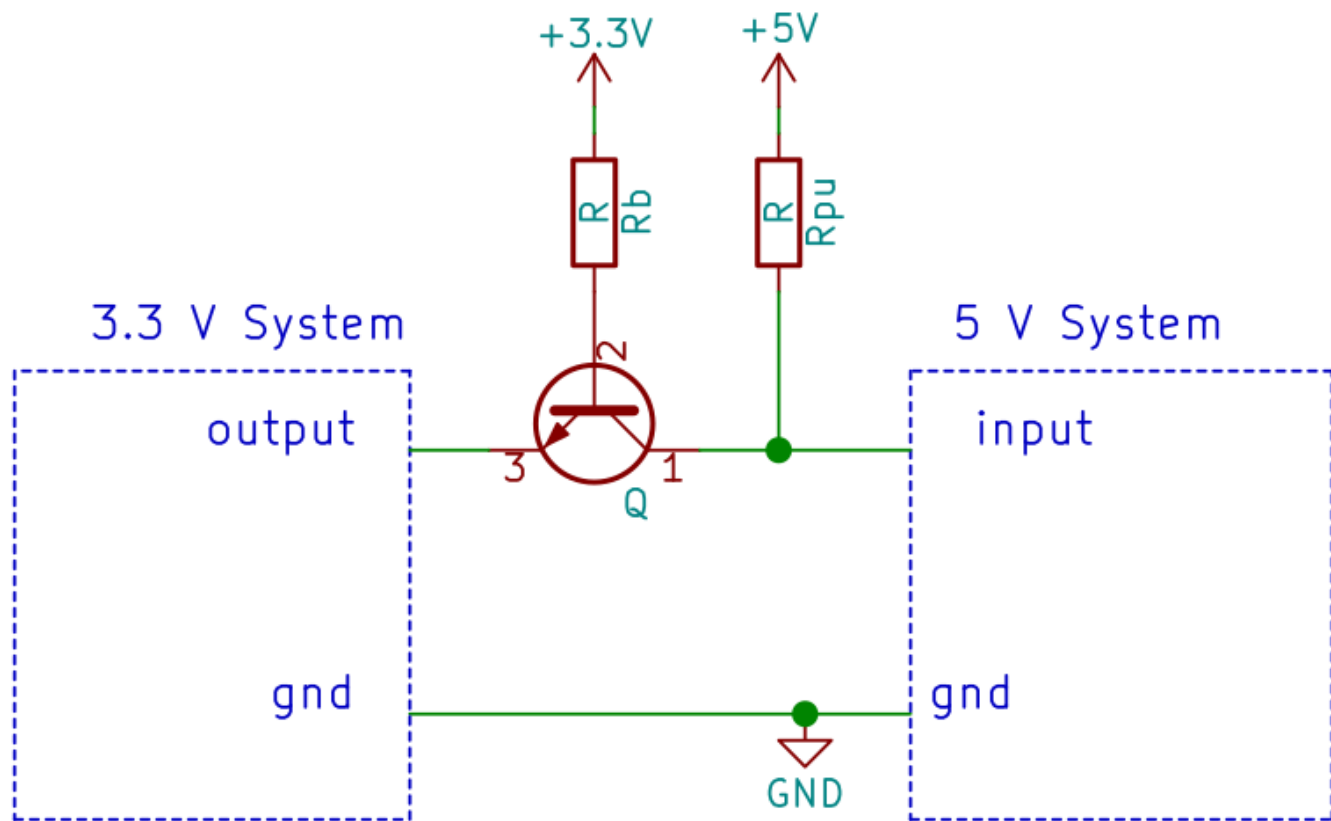 +3.3V
+5V
R
Rb
R
Rpu
3.3 V System
5 V System
2
output
input
3
1
Q
gnd
gnd
GND